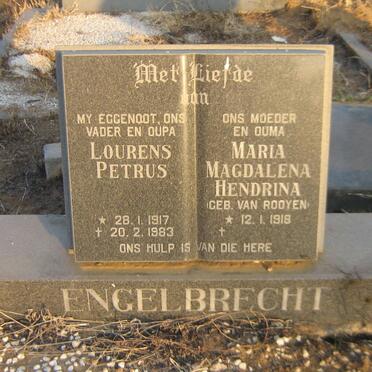 Met Liefde
aan
MY EGGENOOT, ONS
VADER EN OUPA
LOURENS
PETRUS
* 28.1.1917
† 20.2.1983
ONS MOEDER
EN OUMA
MARIA
MAGDALENA
HENDRINA
(GEB. VAN ROOYEN)
* 12.1.1918
†
ONS HULP IS VAN DIE HERE
ENGELBRECHT